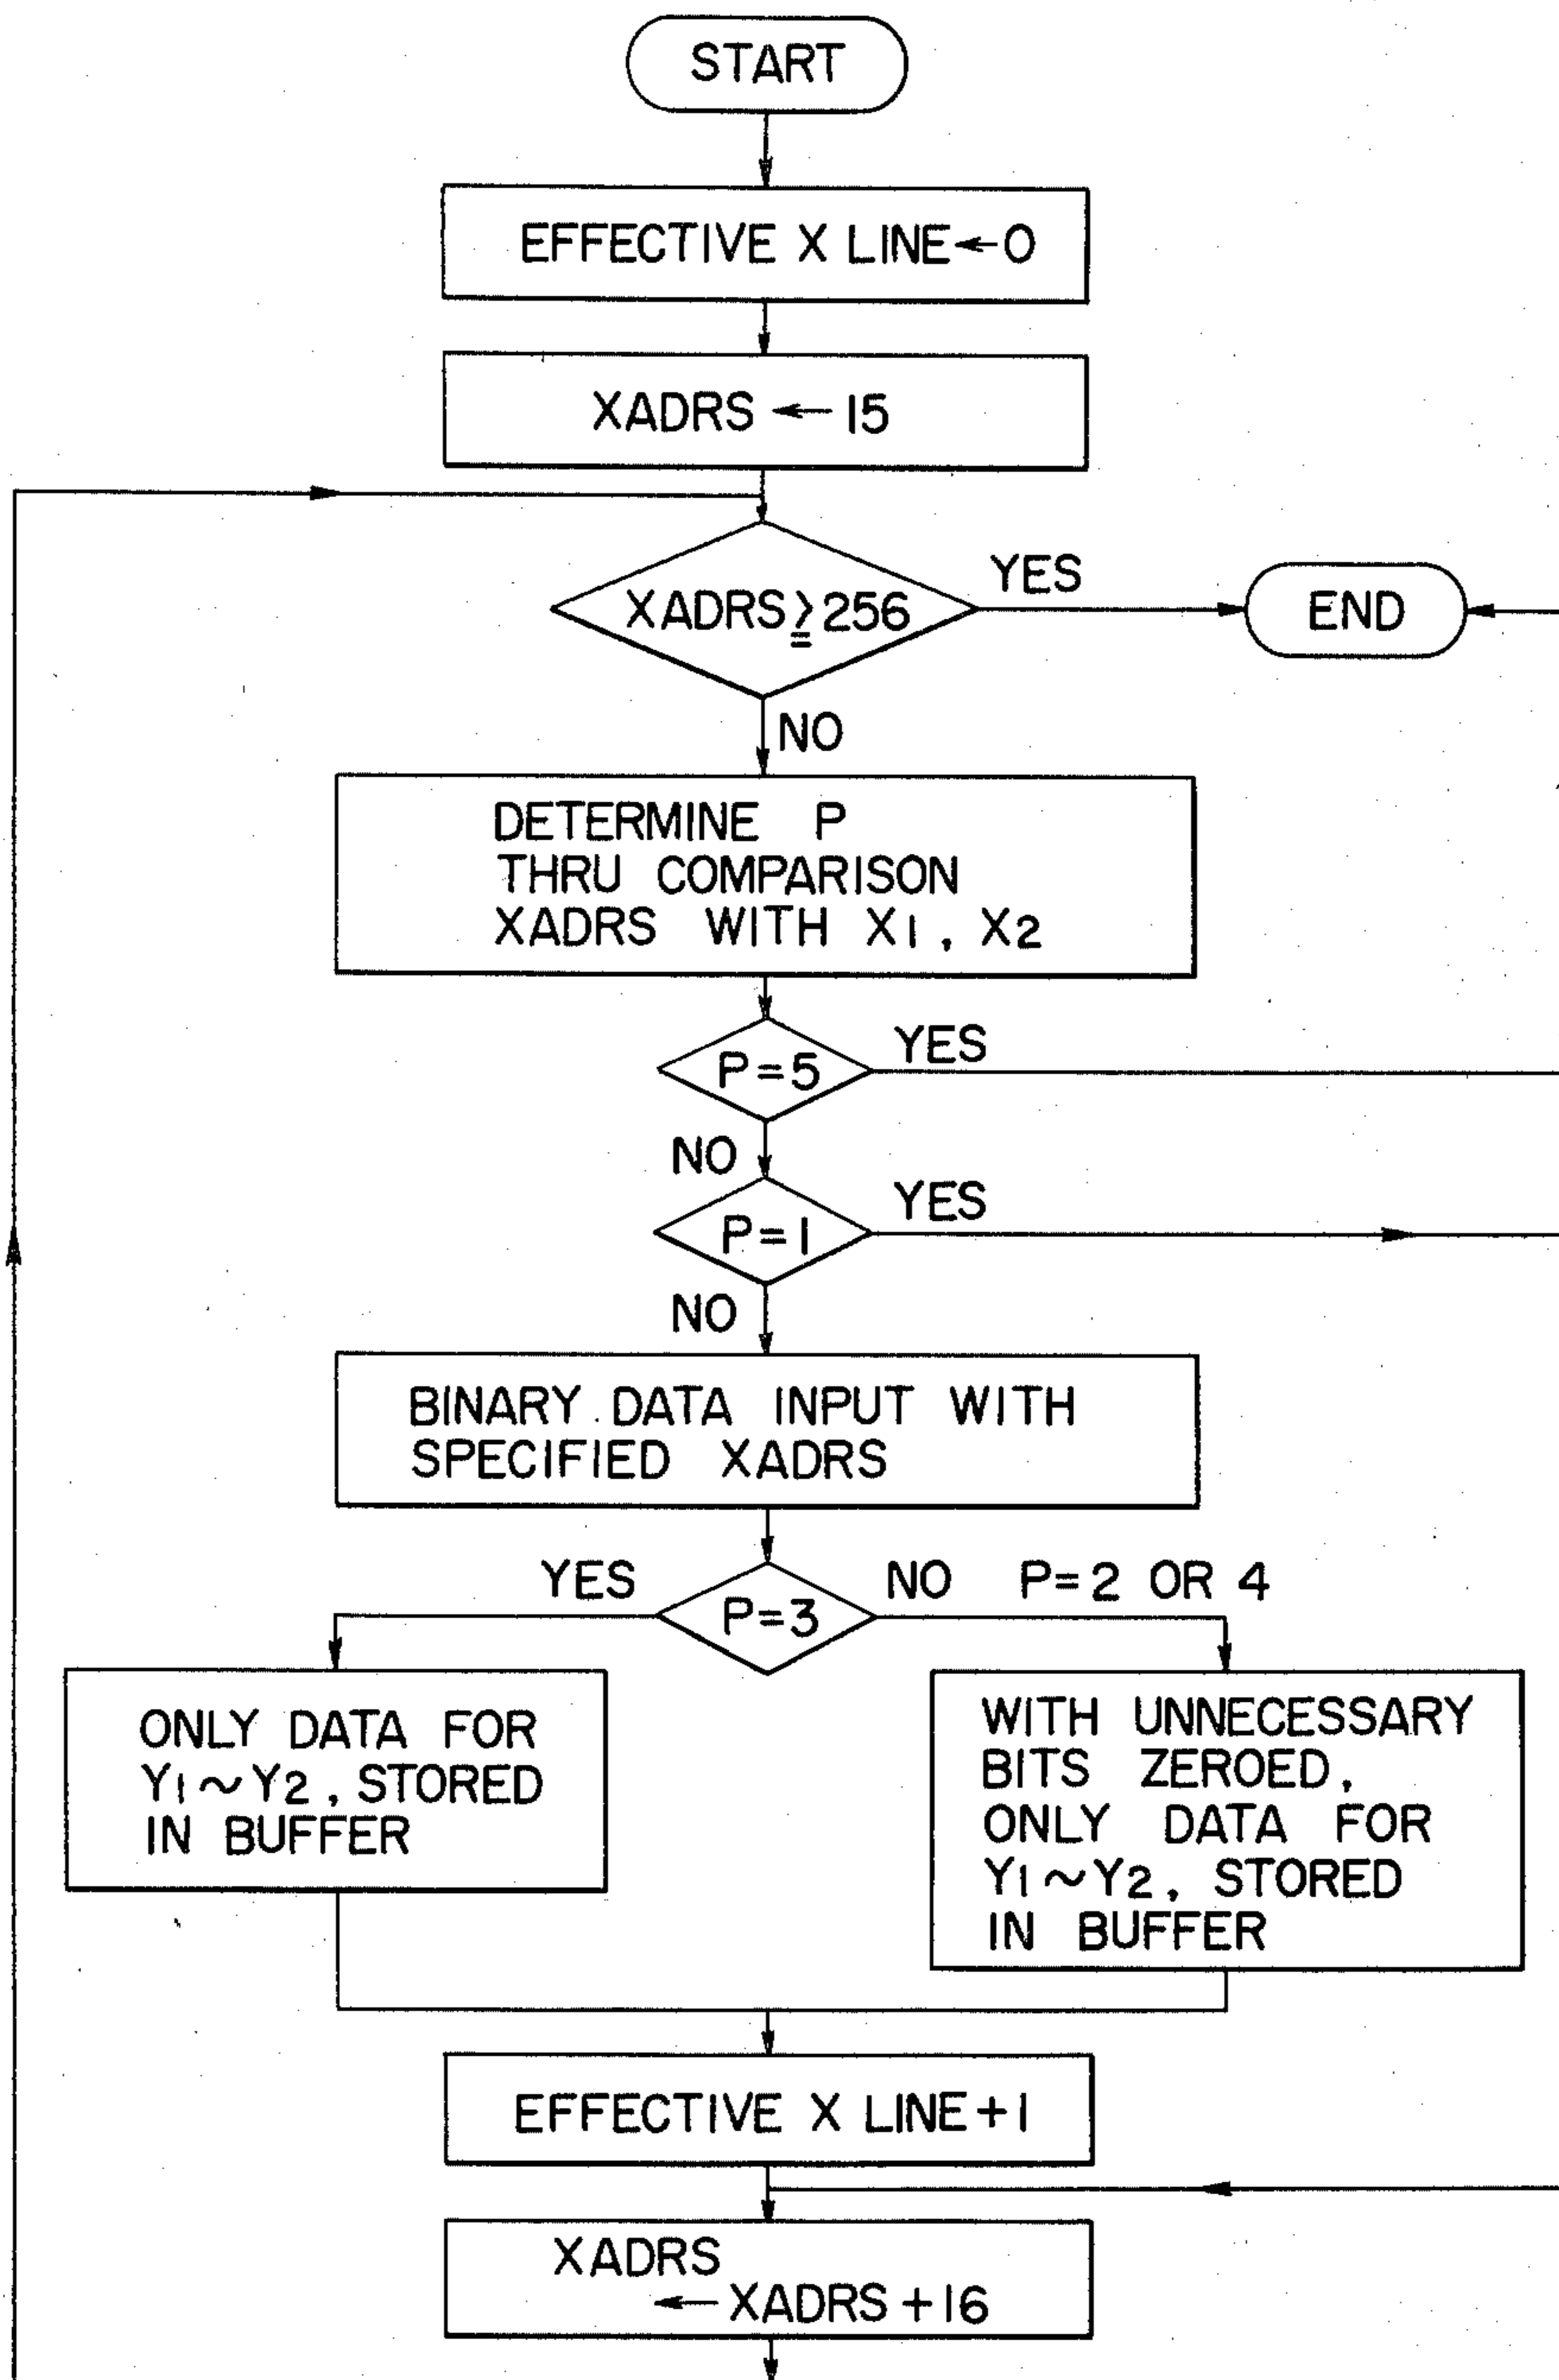 START
EFFECTIVE X LINE←0
XADRS ←15
XADRS≧256
YES
END
NO
DETERMINE P
THRU COMPARISON
XADRS WITH X1, X2
P=5
YES
NO
P=1
YES
NO
BINARY DATA INPUT WITH
SPECIFIED XADRS
YES
P=3
NO P=2 OR 4
ONLY DATA FOR
Y1~Y2, STORED
IN BUFFER
WITH UNNECESSARY
BITS ZEROED,
ONLY DATA FOR
Y1~Y2, STORED
IN BUFFER
EFFECTIVE X LINE+1
XADRS
←XADRS+16